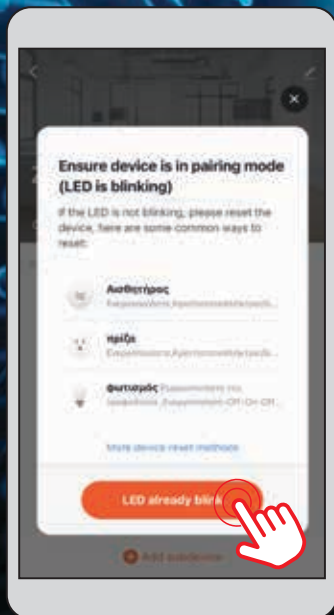 Ensure device is in pairing mode
(LED is blinking)
If the LED is not blinking, please reset the
device, here are some common ways to
reset:
Αισθητήρας
πρίζα
φωτισμός
More device reset methods
LED already blink
Add subdevice